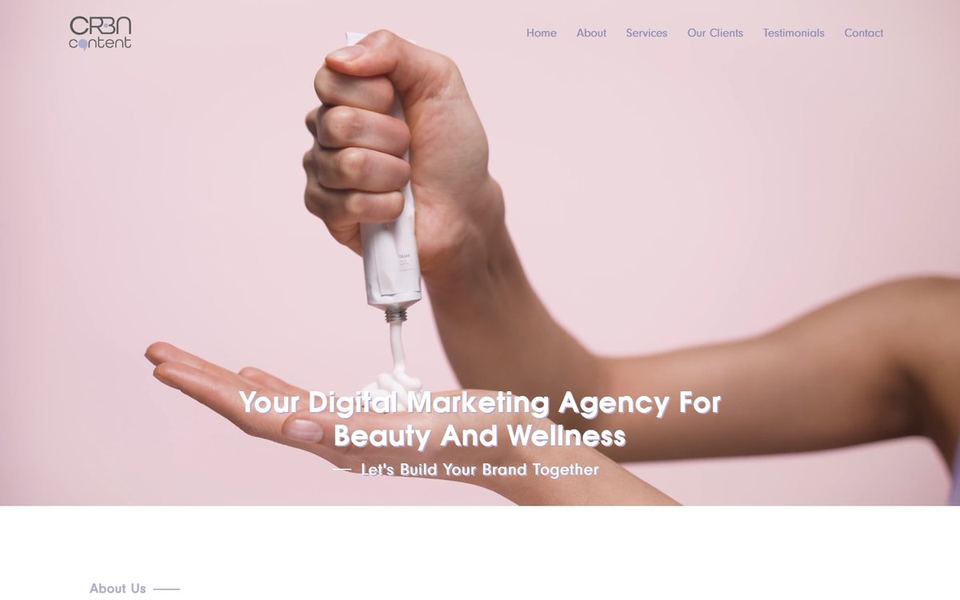 CRBN
content
Home About Services Our Clients Testimonials Contact
Your Digital Marketing Agency For
Beauty And Wellness
Let's Build Your Brand Together
About Us